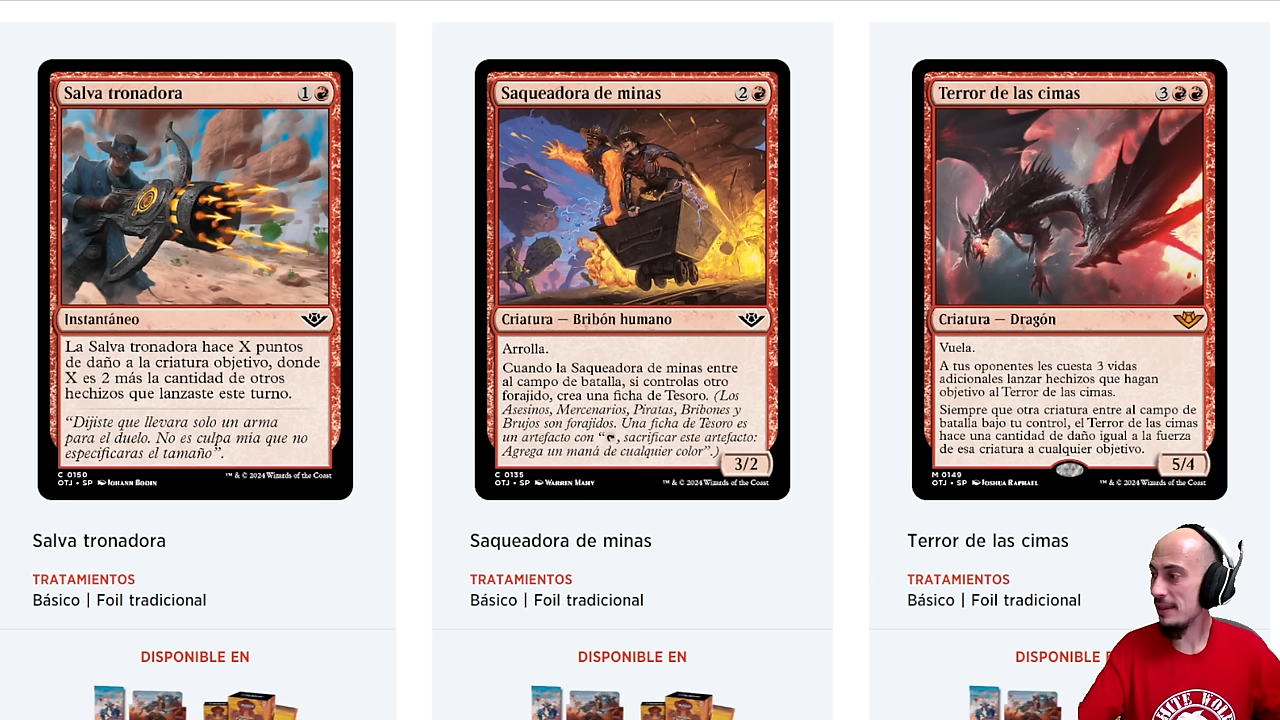 Salva tronadora
1
Instantáneo
La Salva tronadora hace X puntos
de daño a la criatura objetivo, donde
X es 2 más la cantidad de otros
hechizos que lanzaste este turno.
“Dijiste que llevara solo un arma
para el duelo. No es culpa mía que no
especificaras el tamaño”.
C 0150
OTJ • SP Johann Bodin
™ & © 2024 Wizards of the Coast
Salva tronadora
TRATAMIENTOS
Básico | Foil tradicional
DISPONIBLE EN
Saqueadora de minas
2
Criatura — Bribón humano
Arrolla.
Cuando la Saqueadora de minas entre
al campo de batalla, si controlas otro
forajido, crea una ficha de Tesoro. (Los
Asesinos, Mercenarios, Piratas, Bribones y
Brujos son forajidos. Una ficha de Tesoro es
un artefacto con “, sacrificar este artefacto:
Agrega un maná de cualquier color”.)
3/2
C 0135
OTJ • SP Warren Mahy
™ & © 2024 Wizards of the Coast
Saqueadora de minas
TRATAMIENTOS
Básico | Foil tradicional
DISPONIBLE EN
Terror de las cimas
3
Criatura — Dragón
Vuela.
A tus oponentes les cuesta 3 vidas
adicionales lanzar hechizos que hagan
objetivo al Terror de las cimas.
Siempre que otra criatura entre al campo de
batalla bajo tu control, el Terror de las cimas
hace una cantidad de daño igual a la fuerza
de esa criatura a cualquier objetivo.
5/4
M 0149
OTJ • SP Joshua Raphael
™ & © 2024 Wizards of the Coast
Terror de las cimas
TRATAMIENTOS
Básico | Foil tradicional
DISPONIBLE
WHITE WOL